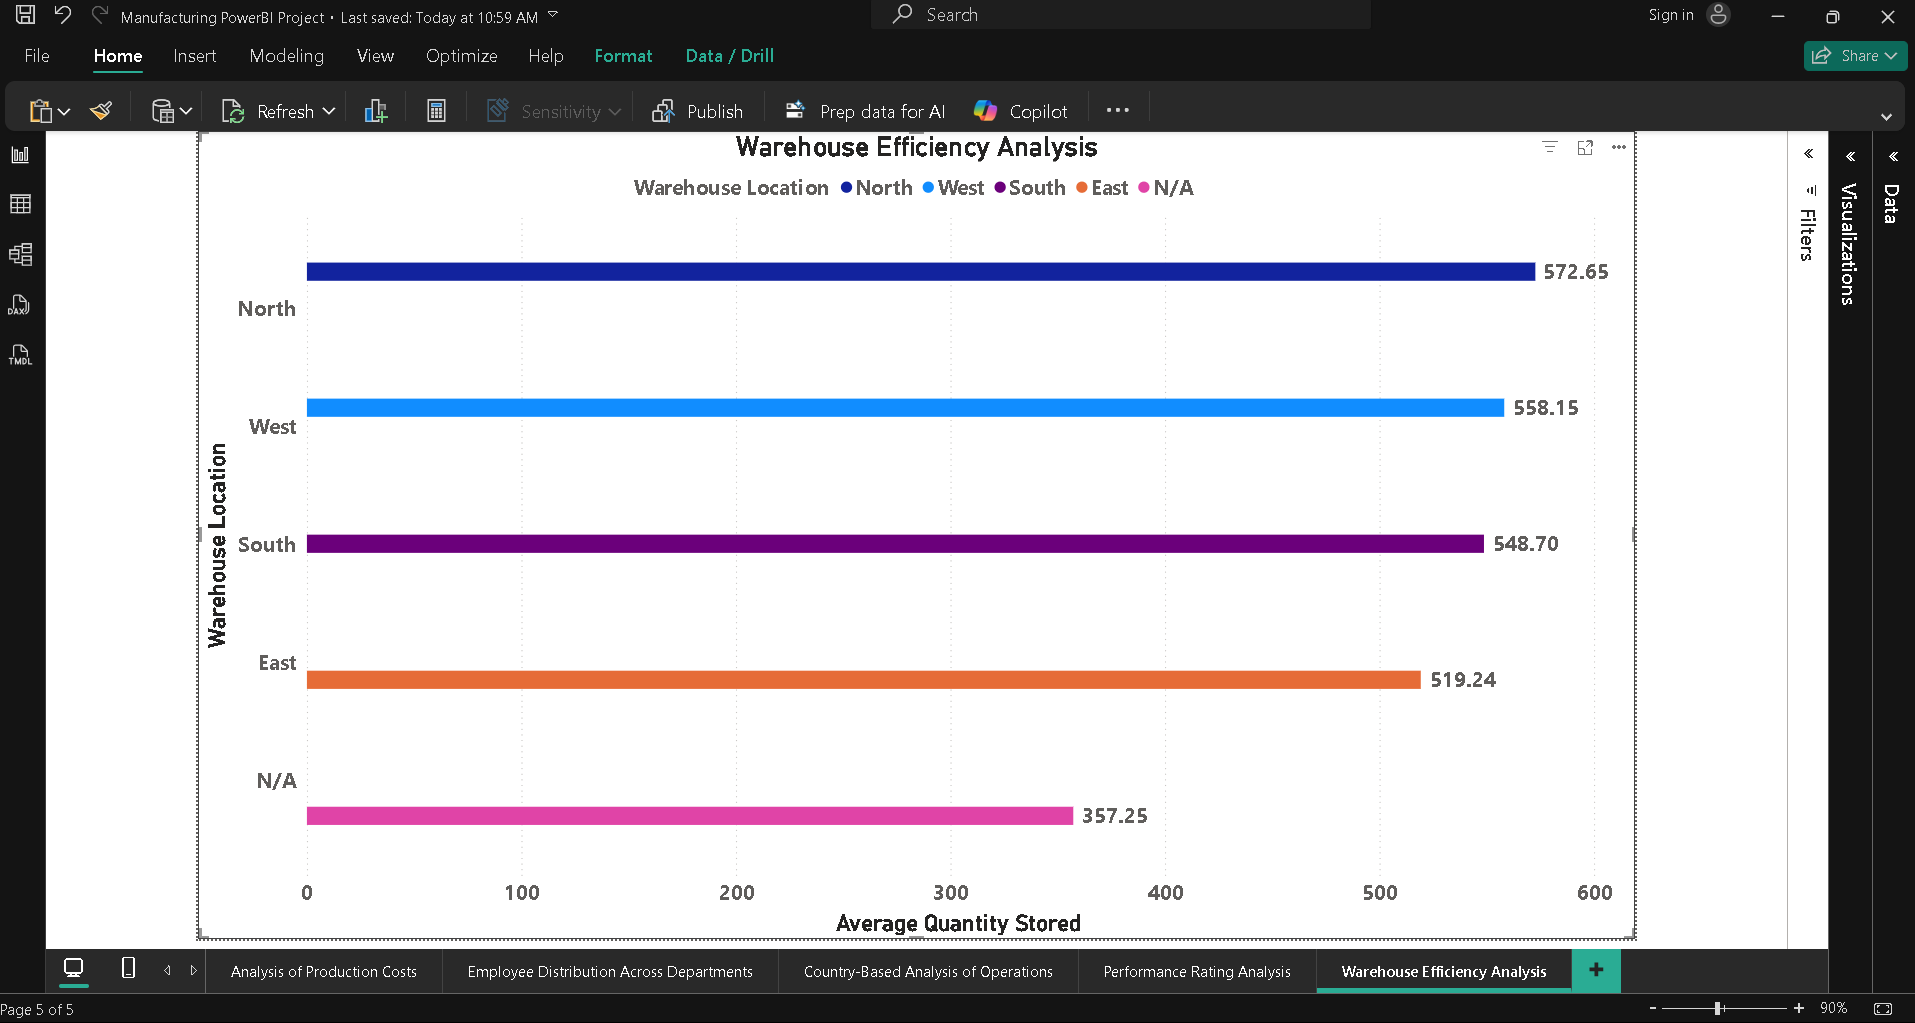 Manufacturing PowerBI Project • Last saved: Today at 10:59 AM
Search
Sign in
File Home Insert Modeling View Optimize Help Format Data / Drill
Share
Refresh
Sensitivity
Publish
Prep data for AI
Copilot
DAX
TMDL
Warehouse Efficiency Analysis
Warehouse Location North West South East N/A
Warehouse Location
North
572.65
West
558.15
South
548.70
East
519.24
N/A
357.25
0 100 200 300 400 500 600
Average Quantity Stored
Filters
Visualizations
Data
Analysis of Production Costs
Employee Distribution Across Departments
Country-Based Analysis of Operations
Performance Rating Analysis
Warehouse Efficiency Analysis
Page 5 of 5
- + 90%